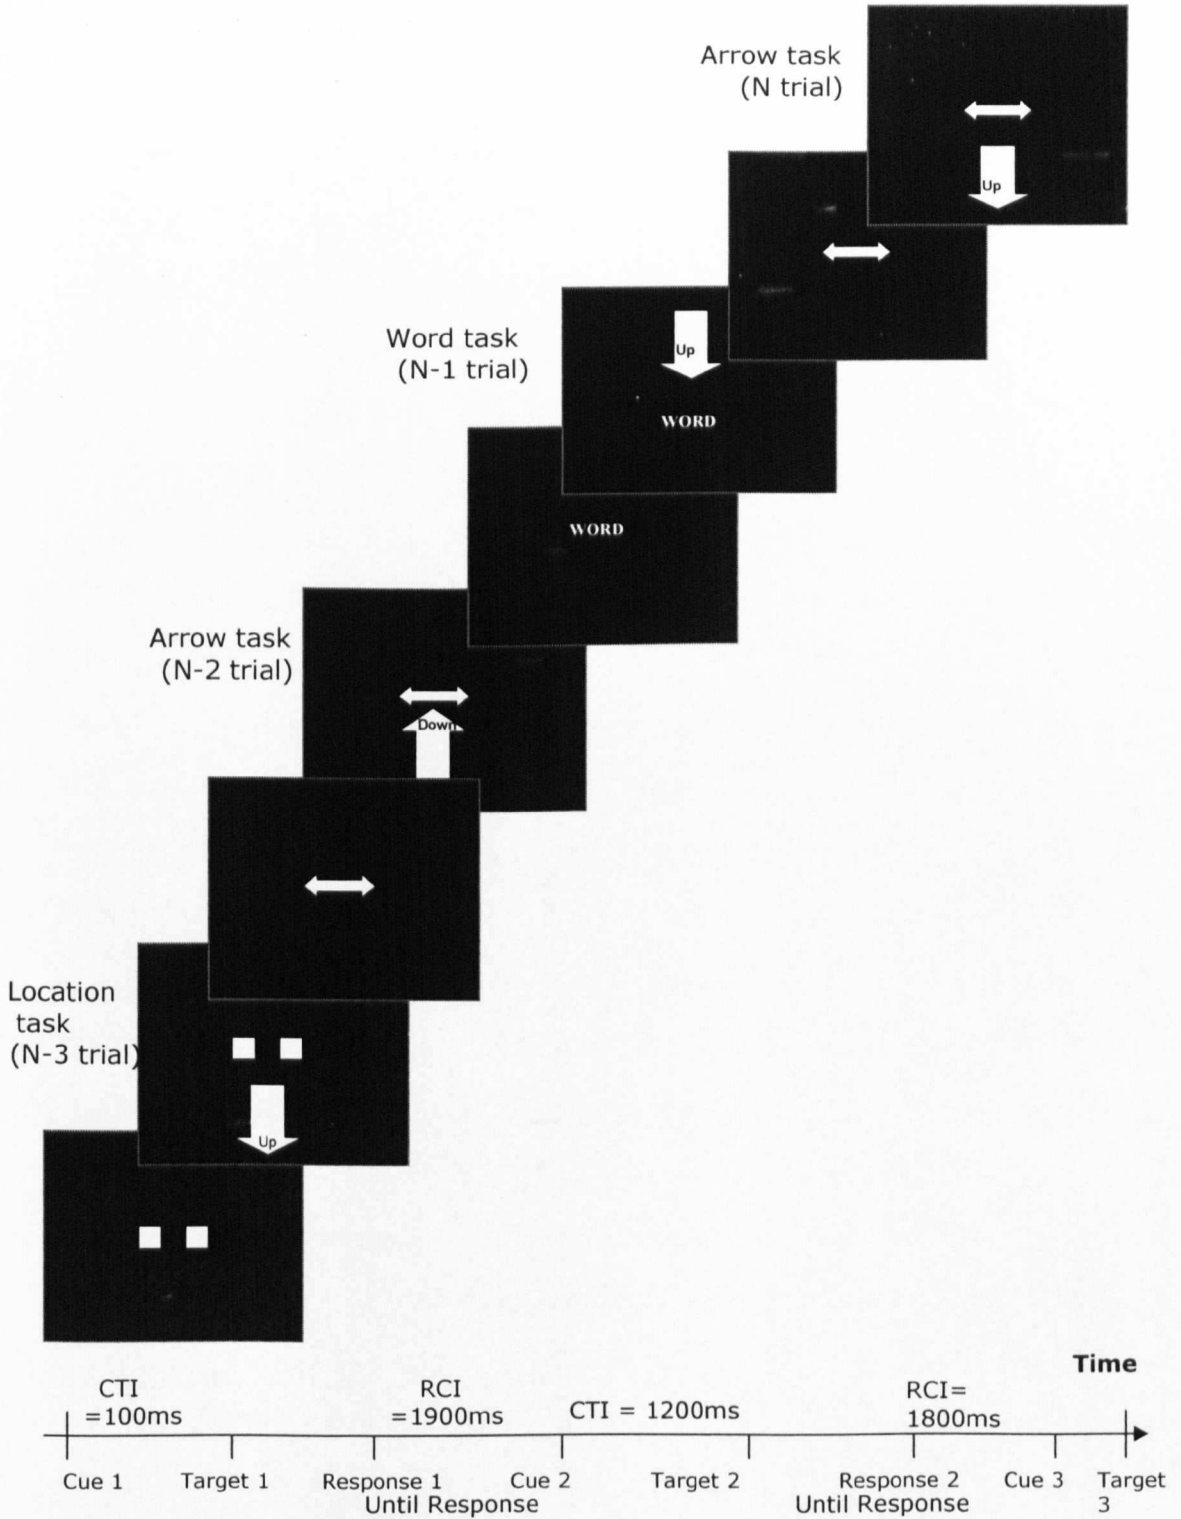 Arrow task
(N trial)
Up
Word task
(N-1 trial)
Up
WORD
WORD
Arrow task
(N-2 trial)
Down
Location
task
(N-3 trial)
Up
Time
CTI
=100ms
RCI
=1900ms
CTI = 1200ms
RCI=
1800ms
Cue 1
Target 1
Response 1
Until Response
Cue 2
Target 2
Response 2
Until Response
Cue 3
Target
3